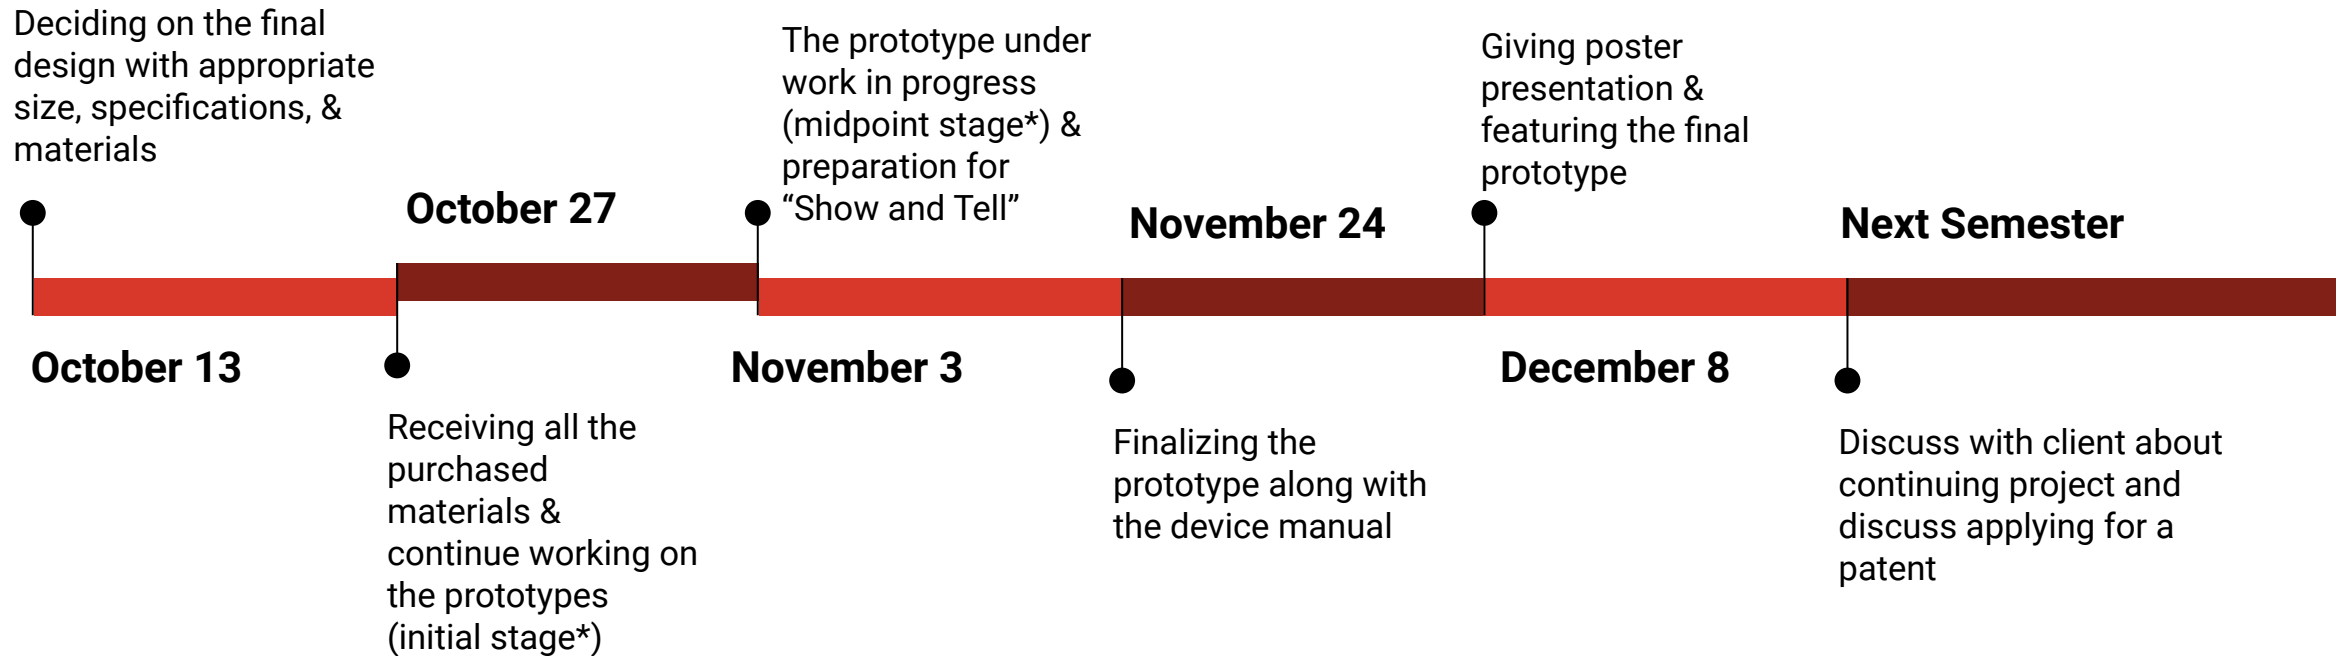 Deciding on the final
design with appropriate
size, specifications, &
materials
October 13
October 27
Receiving all the
purchased
materials &
continue working on
the prototypes
(initial stage*)
The prototype under
work in progress
(midpoint stage*) &
preparation for
“Show and Tell”
November 3
November 24
Finalizing the
prototype along with
the device manual
Giving poster
presentation &
featuring the final
prototype
December 8
Next Semester
Discuss with client about
continuing project and
discuss applying for a
patent